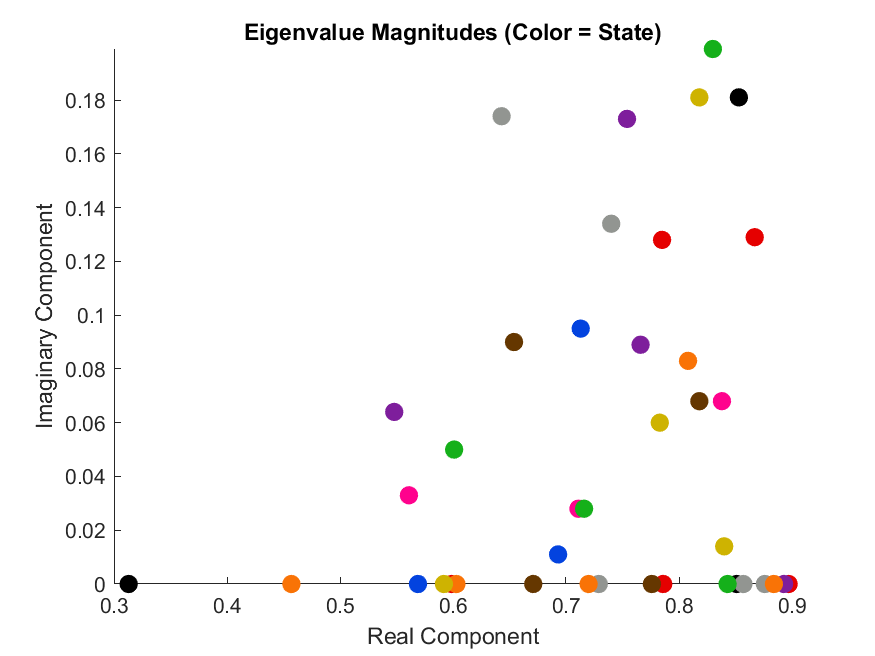 Eigenvalue Magnitudes (Color = State)
0.18
0.16
0.14
0.12
0.1
0.08
0.06
0.04
0.02
0
Imaginary Component
0.3 0.4 0.5 0.6 0.7 0.8 0.9
Real Component